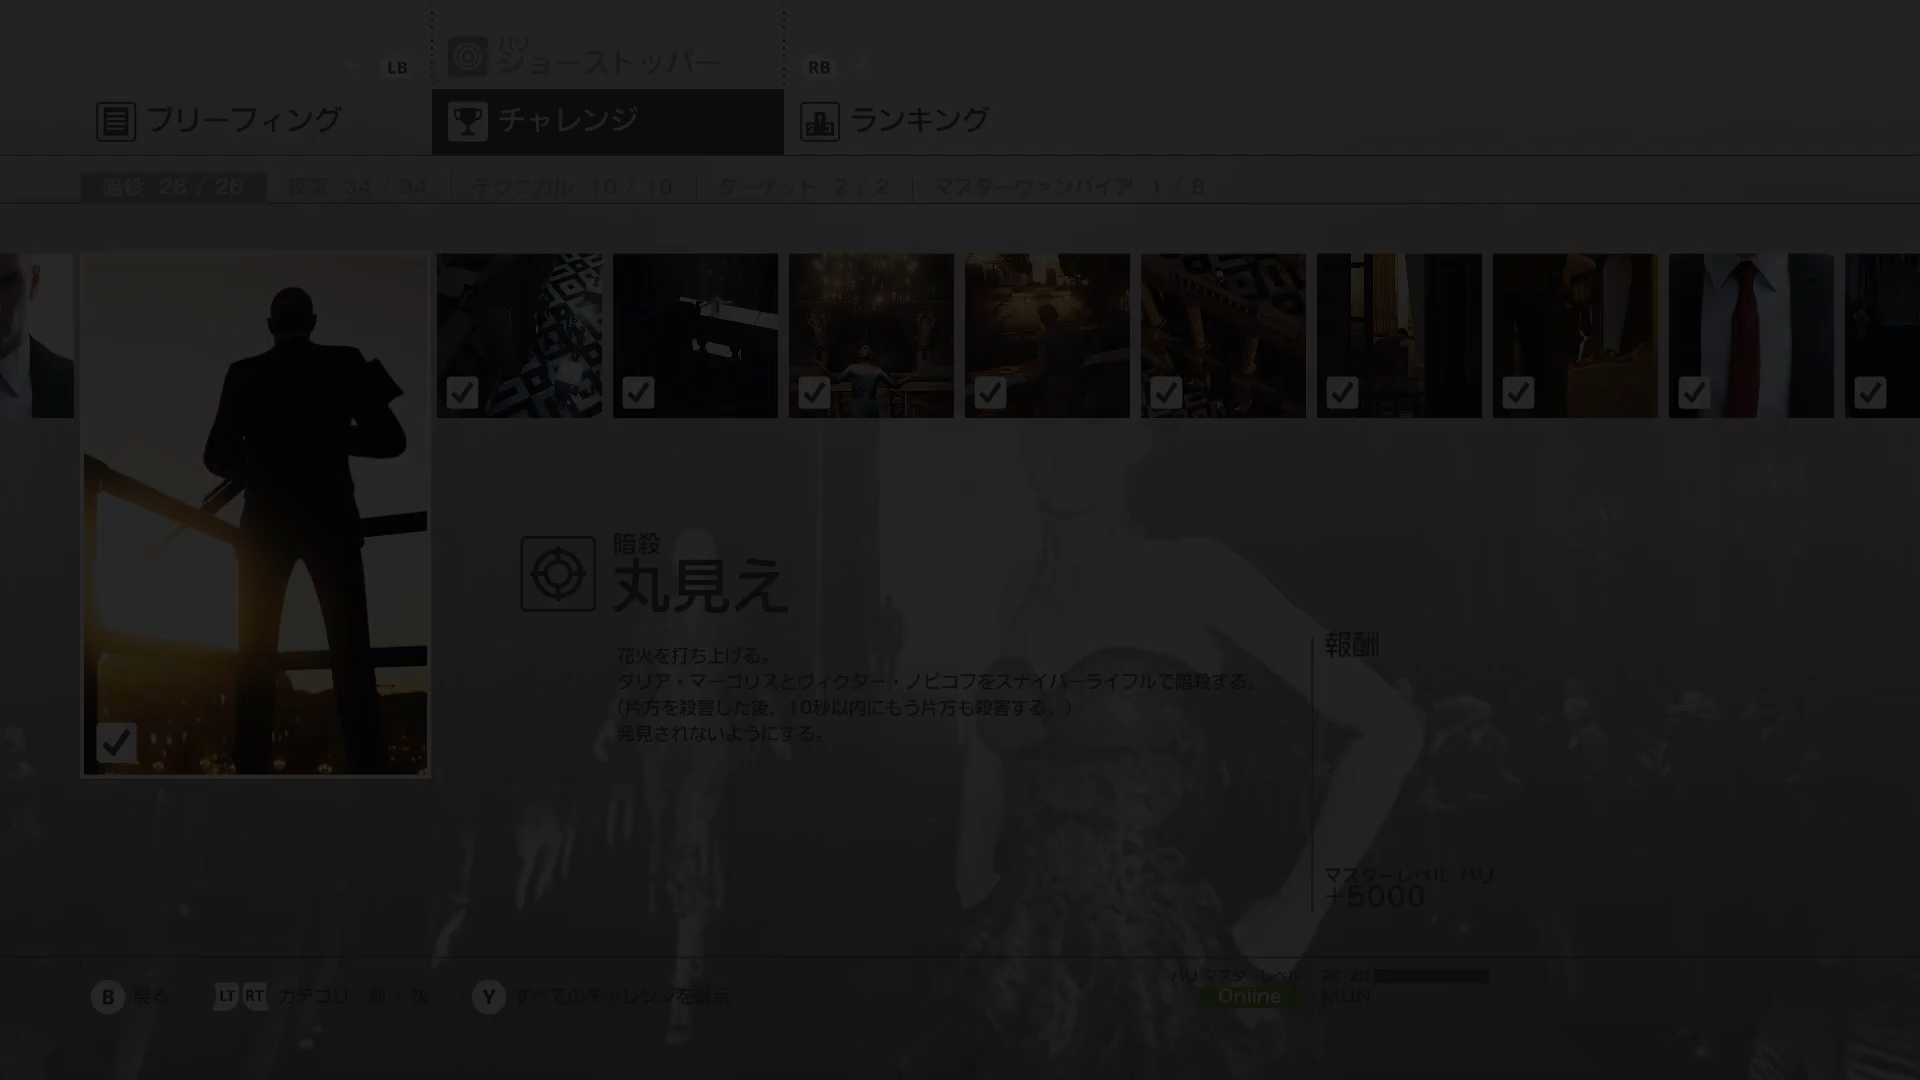 パリ
LB ショーストッパー RB
ブリーフィング チャレンジ ランキング
暗殺 26 / 26 探索 34 / 34 テクニカル 10 / 10 ターゲット 2 / 2 マスターヴァンパイア 1 / 8
暗殺
丸見え
花火を打ち上げる。
ダリア・マーゴリスとヴィクター・ノビコフをスナイパーライフルで暗殺する。
(片方を殺害した後、10秒以内にもう片方も殺害する。)
発見されないようにする。
報酬
マスターレベル パリ
+5000
パリ マスターレベル 20/20
B 戻る LT RT カテゴリ 前 / 次 Y すべてのチャレンジを表示
Online MUN